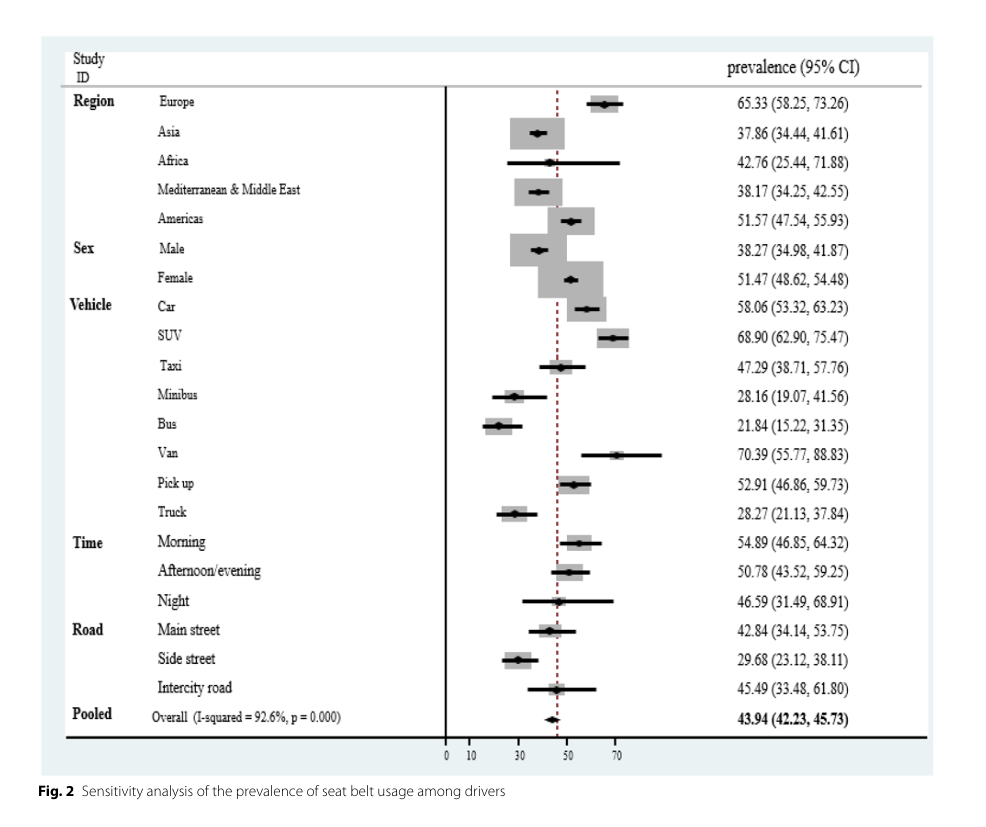 Study
ID
prevalence (95% CI)
Region Europe 65.33 (58.25, 73.26)
Asia 37.86 (34.44, 41.61)
Africa 42.76 (25.44, 71.88)
Mediterranean & Middle East 38.17 (34.25, 42.55)
Americas 51.57 (47.54, 55.93)
Sex Male 38.27 (34.98, 41.87)
Female 51.47 (48.62, 54.48)
Vehicle Car 58.06 (53.32, 63.23)
SUV 68.90 (62.90, 75.47)
Taxi 47.29 (38.71, 57.76)
Minibus 28.16 (19.07, 41.56)
Bus 21.84 (15.22, 31.35)
Van 70.39 (55.77, 88.83)
Pick up 52.91 (46.86, 59.73)
Truck 28.27 (21.13, 37.84)
Time Morning 54.89 (46.85, 64.32)
Afternoon/evening 50.78 (43.52, 59.25)
Night 46.59 (31.49, 68.91)
Road Main street 42.84 (34.14, 53.75)
Side street 29.68 (23.12, 38.11)
Intercity road 45.49 (33.48, 61.80)
Pooled Overall (I-squared = 92.6%, p = 0.000) 43.94 (42.23, 45.73)
0 10 30 50 70
Fig. 2 Sensitivity analysis of the prevalence of seat belt usage among drivers